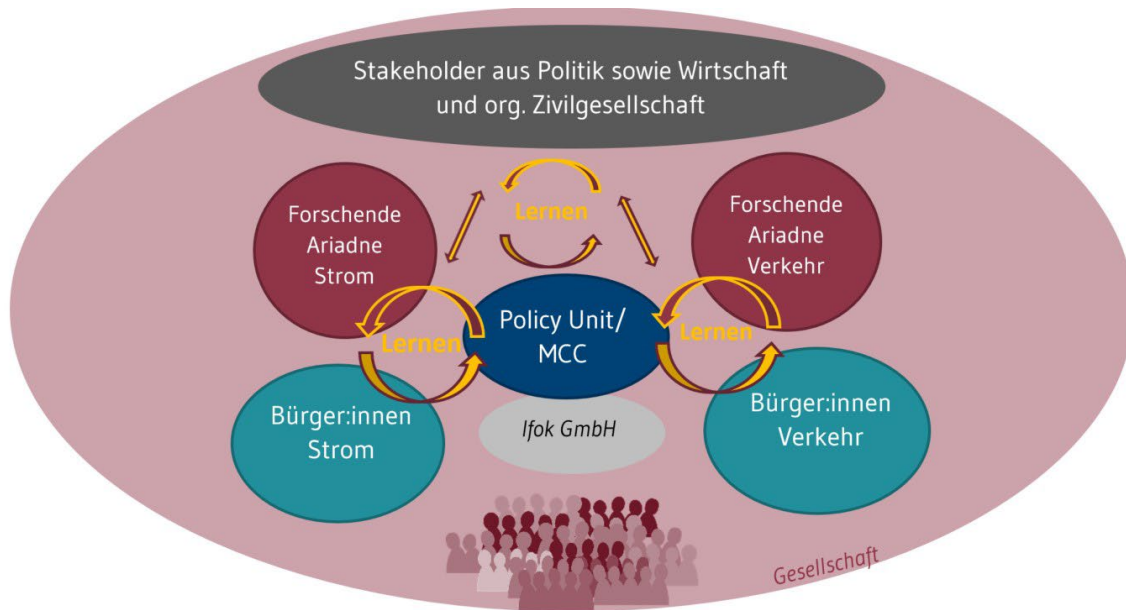 Stakeholder aus Politik sowie Wirtschaft
und org. Zivilgesellschaft
Forschende
Ariadne
Strom
Lernen
Forschende
Ariadne
Verkehr
Lernen
Policy Unit/
MCC
Lernen
Bürger:innen
Strom
Ifok GmbH
Bürger:innen
Verkehr
Gesellschaft